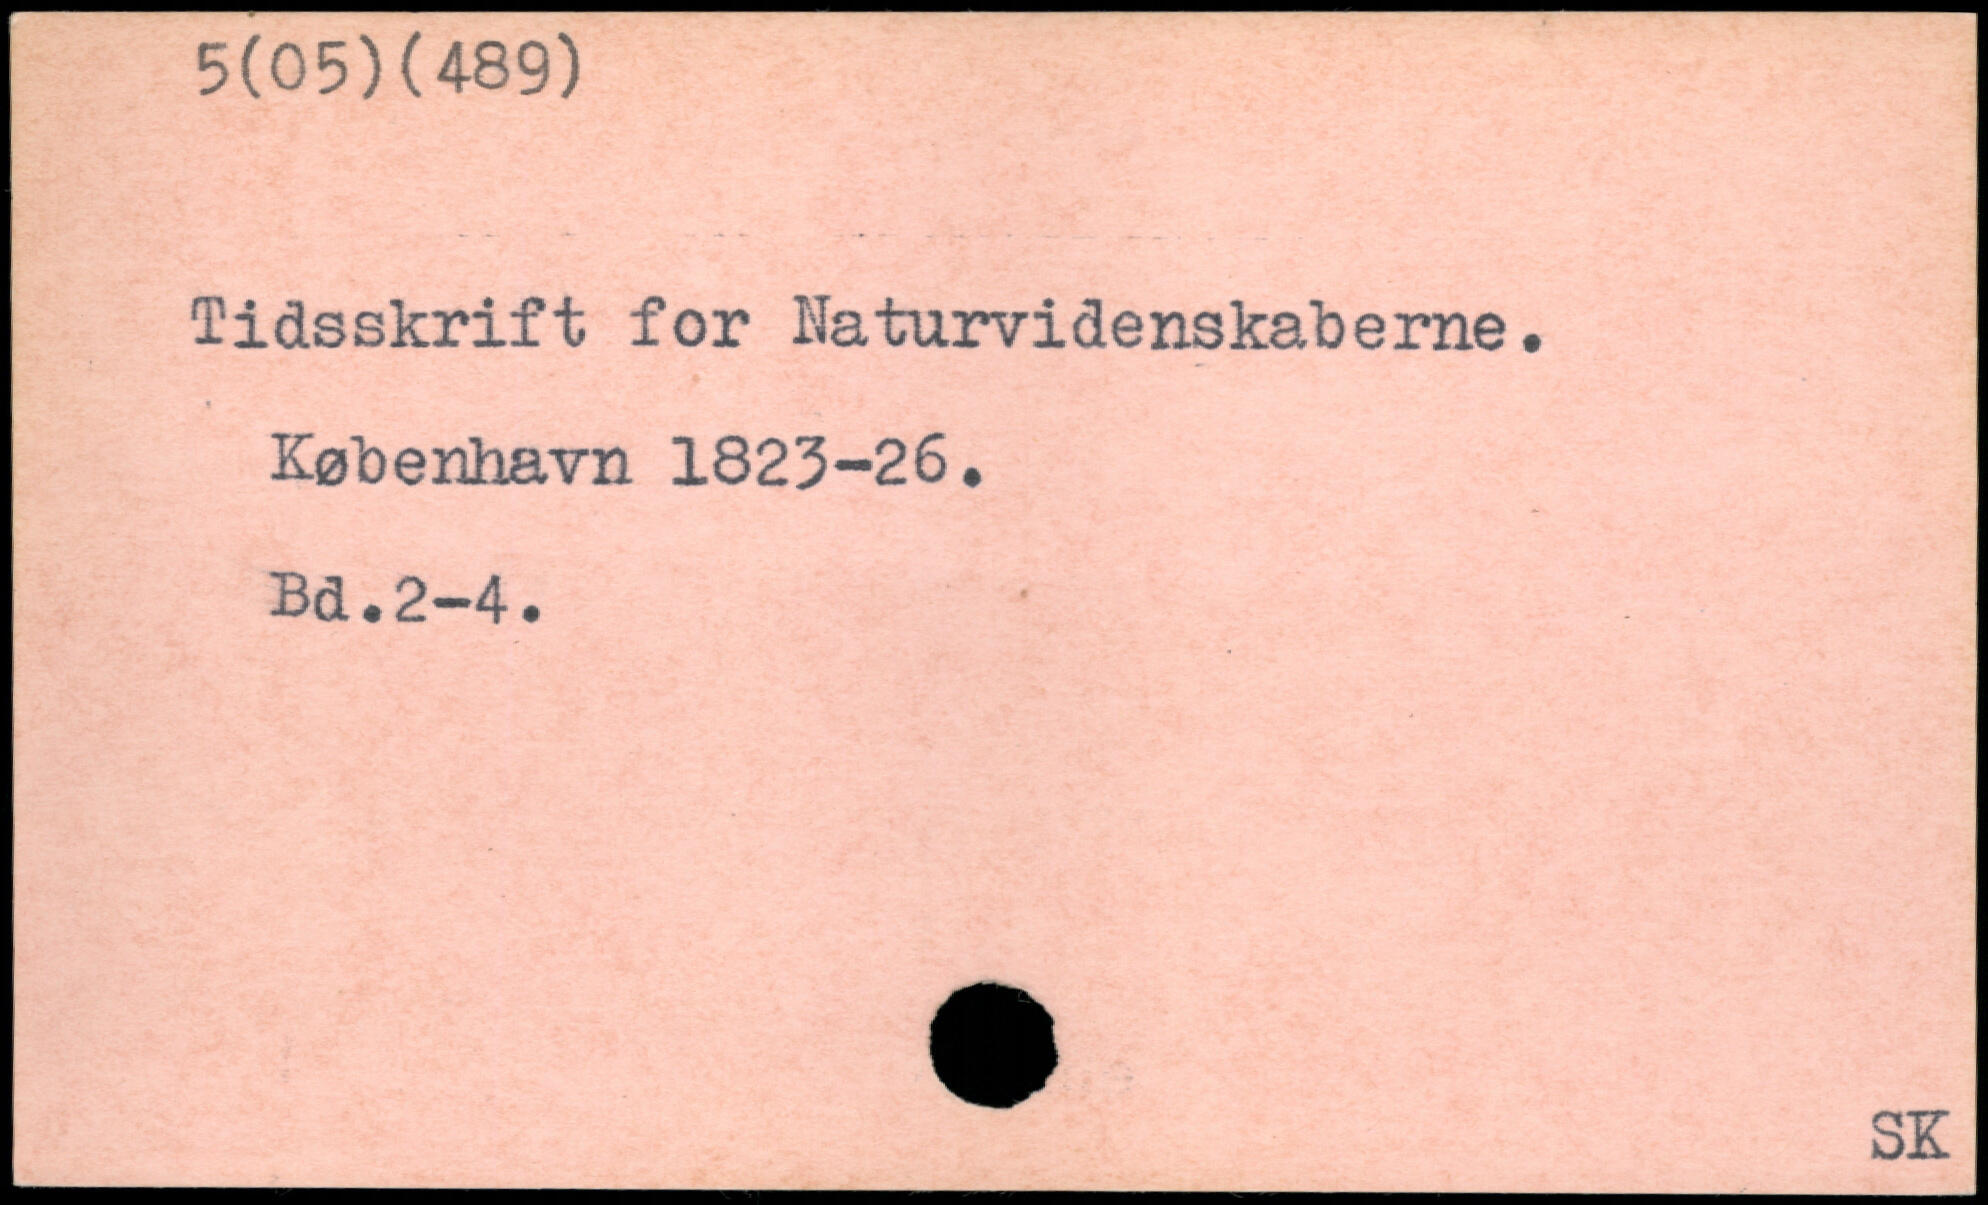 5(05)(489)
Tidsskrift for Naturvidenskaberne.
København 1823-26.
Bd.2-4.
SK